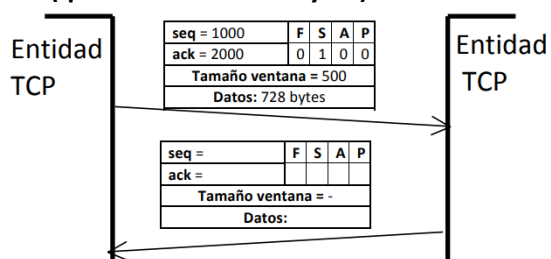 Entidad
TCP
Entidad
TCP
seq = 1000 F S A P
ack = 2000 0 1 0 0
Tamaño ventana = 500
Datos: 728 bytes
seq = F S A P
ack =
Tamaño ventana = -
Datos: